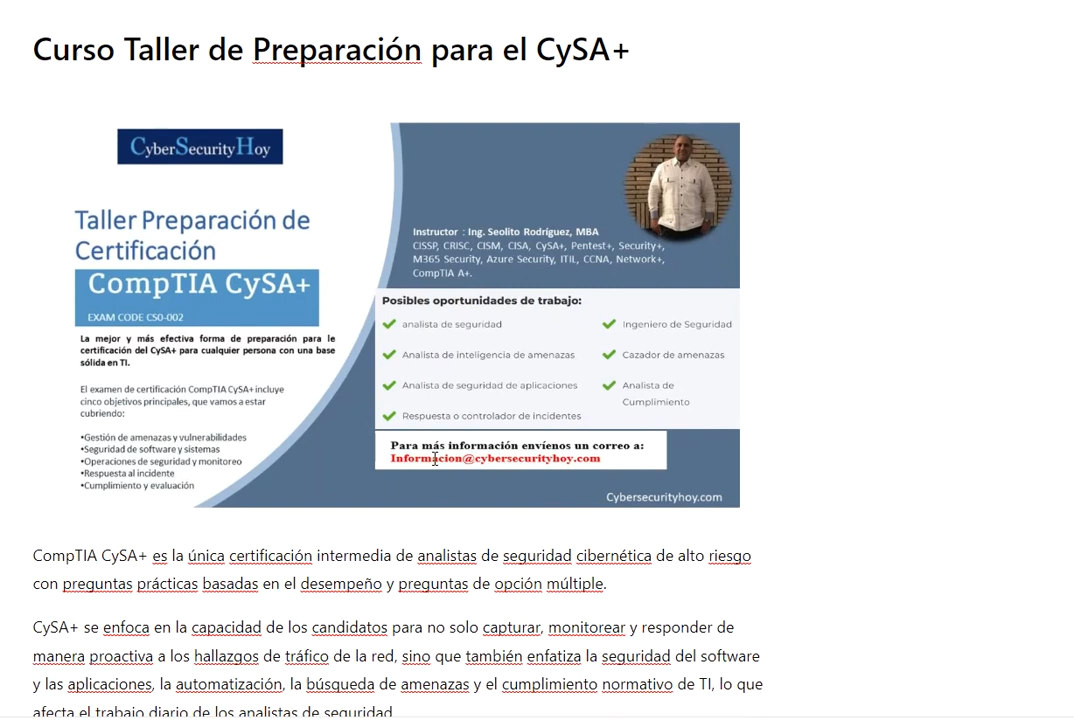 Curso Taller de Preparación para el CySA+
CyberSecurityHoy
Taller Preparación de
Certificación
CompTIA CySA+
EXAM CODE CS0-002
La mejor y más efectiva forma de preparación para le
certificación del CySA+ para cualquier persona con una base
sólida en TI.
El examen de certificación CompTIA CySA+ incluye
cinco objetivos principales, que vamos a estar
cubriendo:
•Gestión de amenazas y vulnerabilidades
•Seguridad de software y sistemas
•Operaciones de seguridad y monitoreo
•Respuesta al incidente
•Cumplimiento y evaluación
Instructor : Ing. Seolito Rodríguez, MBA
CISSP, CRISC, CISM, CISA, CySA+, Pentest+, Security+,
M365 Security, Azure Security, ITIL, CCNA, Network+,
CompTIA A+.
Posibles oportunidades de trabajo:
analista de seguridad
Analista de inteligencia de amenazas
Analista de seguridad de aplicaciones
Respuesta o controlador de incidentes
Ingeniero de Seguridad
Cazador de amenazas
Analista de
Cumplimiento
Para más información envíenos un correo a:
Informacion@cybersecurityhoy.com
Cybersecurityhoy.com
CompTIA CySA+ es la única certificación intermedia de analistas de seguridad cibernética de alto riesgo
con preguntas prácticas basadas en el desempeño y preguntas de opción múltiple.
CySA+ se enfoca en la capacidad de los candidatos para no solo capturar, monitorear y responder de
manera proactiva a los hallazgos de tráfico de la red, sino que también enfatiza la seguridad del software
y las aplicaciones, la automatización, la búsqueda de amenazas y el cumplimiento normativo de TI, lo que
afecta el trabajo diario de los analistas de seguridad